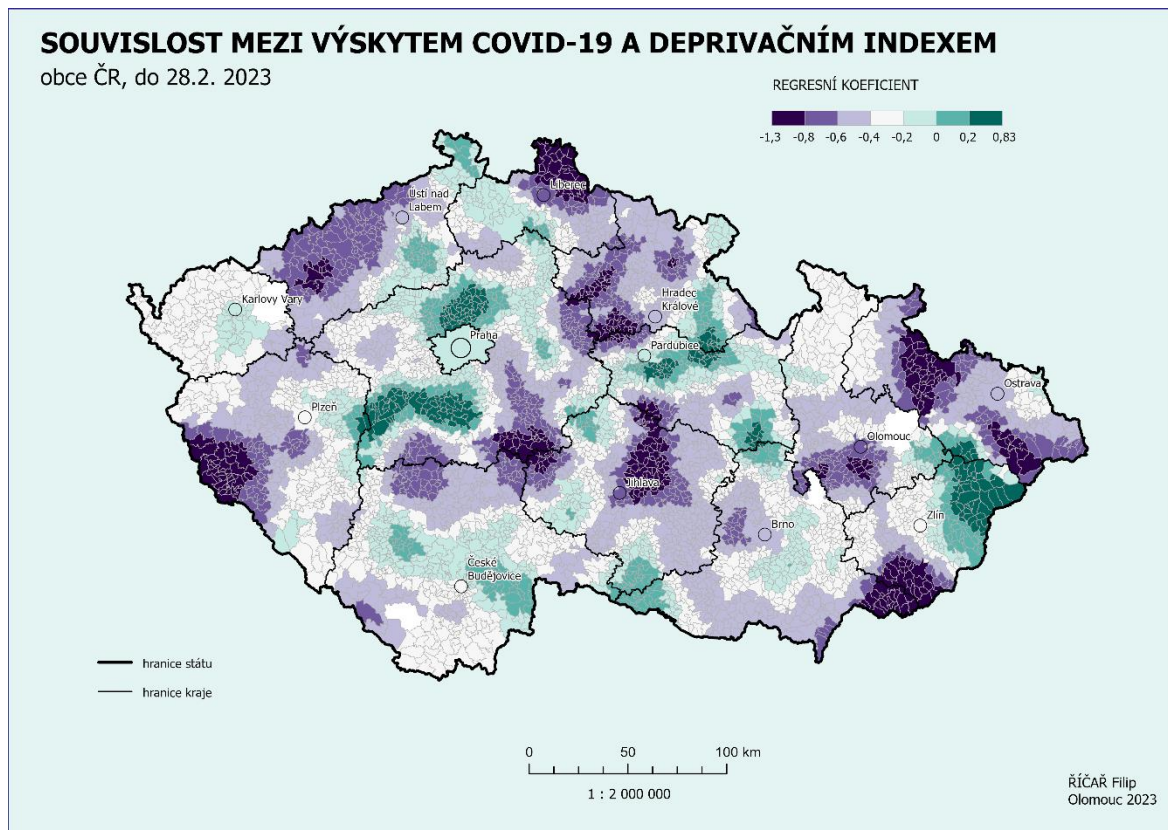 SOUVISLOST MEZI VÝSKYTEM COVID-19 A DEPRIVAČNÍM INDEXEM
obce ČR, do 28.2. 2023
REGRESNÍ KOEFICIENT
-1,3 -0,8 -0,6 -0,4 -0,2 0 0,2 0,83
Liberec
Ústí nad
Labem
Karlovy Vary
Hradec
Králové
Praha
Pardubice
Ostrava
Plzeň
Olomouc
Jihlava
Zlín
Brno
České
Budějovice
hranice státu
hranice kraje
0 50 100 km
1 : 2 000 000
ŘÍČAŘ Filip
Olomouc 2023